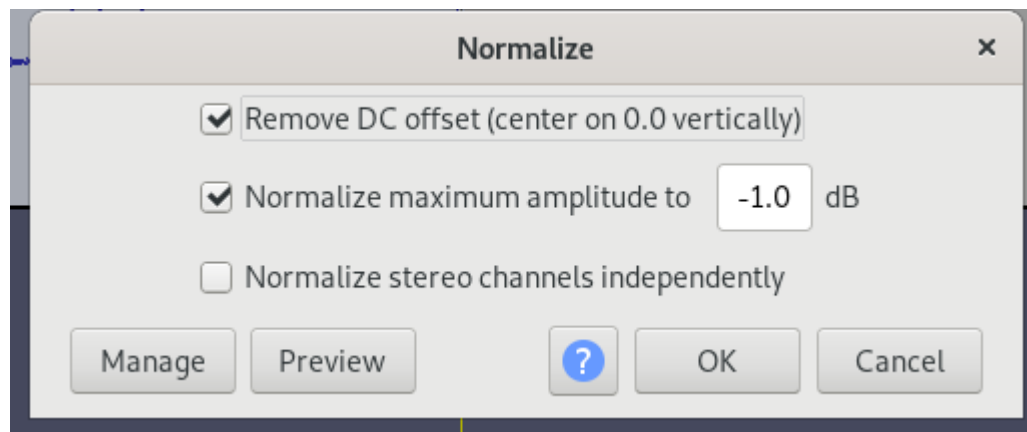 Normalize ×
Remove DC offset (center on 0.0 vertically)
Normalize maximum amplitude to -1.0 dB
Normalize stereo channels independently
Manage Preview ? OK Cancel